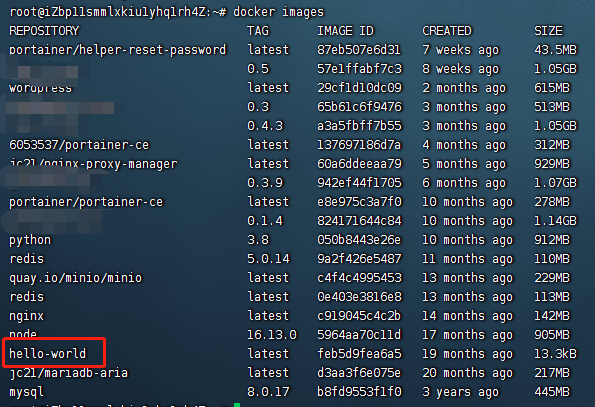 root@iZbp11smmlxkiu1yhq1rh4Z:~# docker images
REPOSITORY TAG IMAGE ID CREATED SIZE
portainer/helper-reset-password latest 87eb507e6d31 7 weeks ago 43.5MB
0.5 57e1ffabf7c3 8 weeks ago 1.05GB
wordpress latest 29cf1d10dc09 2 months ago 615MB
0.3 65b61c6f9476 3 months ago 513MB
0.4.3 a3a5fbff7b55 3 months ago 1.05GB
6053537/portainer-ce latest 137697186d7a 4 months ago 312MB
jc21/nginx-proxy-manager latest 60a6ddeeaa79 5 months ago 929MB
0.3.9 942ef44f1705 6 months ago 1.07GB
portainer/portainer-ce latest e8e975c3a7f0 10 months ago 278MB
0.1.4 824171644c84 10 months ago 1.14GB
python 3.8 050b8443e26e 10 months ago 912MB
redis 5.0.14 9a2f426e5487 11 months ago 110MB
quay.io/minio/minio latest c4f4c4995453 13 months ago 229MB
redis latest 0e403e3816e8 13 months ago 113MB
nginx latest c919045c4c2b 14 months ago 142MB
node 16.13.0 5964aa70c11d 17 months ago 905MB
hello-world latest feb5d9fea6a5 19 months ago 13.3kB
jc21/mariadb-aria latest d3aa3f6e075e 20 months ago 217MB
mysql 8.0.17 b8fd9553f1f0 3 years ago 445MB